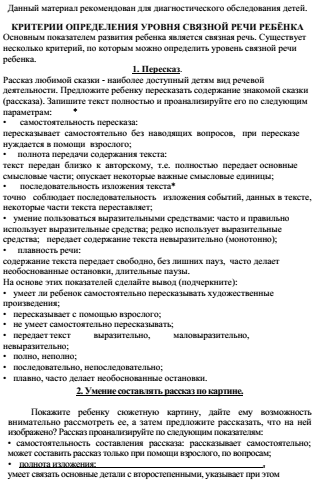 Данный материал рекомендован для диагностического обследования детей.
КРИТЕРИИ ОПРЕДЕЛЕНИЯ УРОВНЯ СВЯЗНОЙ РЕЧИ РЕБЁНКА
Основным показателем развития ребенка является связная речь. Существует
несколько критерий, по которым можно определить уровень связной речи
ребенка.
1. Пересказ.
Рассказ любимой сказки - наиболее доступный детям вид речевой
деятельности. Предложите ребенку пересказать содержание знакомой сказки
(рассказа). Запишите текст полностью и проанализируйте его по следующим
параметрам:
• самостоятельность пересказа:
пересказывает самостоятельно без наводящих вопросов, при пересказе
нуждается в помощи взрослого;
• полнота передачи содержания текста:
текст передан близко к авторскому, т.е. полностью передает основные
смысловые части; опускает некоторые важные смысловые единицы;
• последовательность изложения текста
точно соблюдает последовательность изложения событий, данных в тексте,
некоторые части текста переставляет;
• умение пользоваться выразительными средствами: часто и правильно
использует выразительные средства; редко использует выразительные
средства; передает содержание текста невыразительно (монотонно);
• плавность речи:
содержание текста передает свободно, без лишних пауз, часто делает
необоснованные остановки, длительные паузы.
На основе этих показателей сделайте вывод (подчеркните):
• умеет ли ребенок самостоятельно пересказывать художественные
произведения;
• пересказывает с помощью взрослого;
• не умеет самостоятельно пересказывать;
• передает текст выразительно, маловыразительно,
невыразительно;
• полно, неполно;
• последовательно, непоследовательно;
• плавно, часто делает необоснованные остановки.
2. Умение составлять рассказ по картине.
Покажите ребенку сюжетную картину, дайте ему возможность
внимательно рассмотреть ее, а затем предложите рассказать, что на ней
изображено? Рассказ проанализируйте по следующим показателям:
• самостоятельность составления рассказа: рассказывает самостоятельно;
может составить рассказ только при помощи взрослого, по вопросам;
• полнота изложения:
умеет связать основные детали с второстепенными, указывает при этом